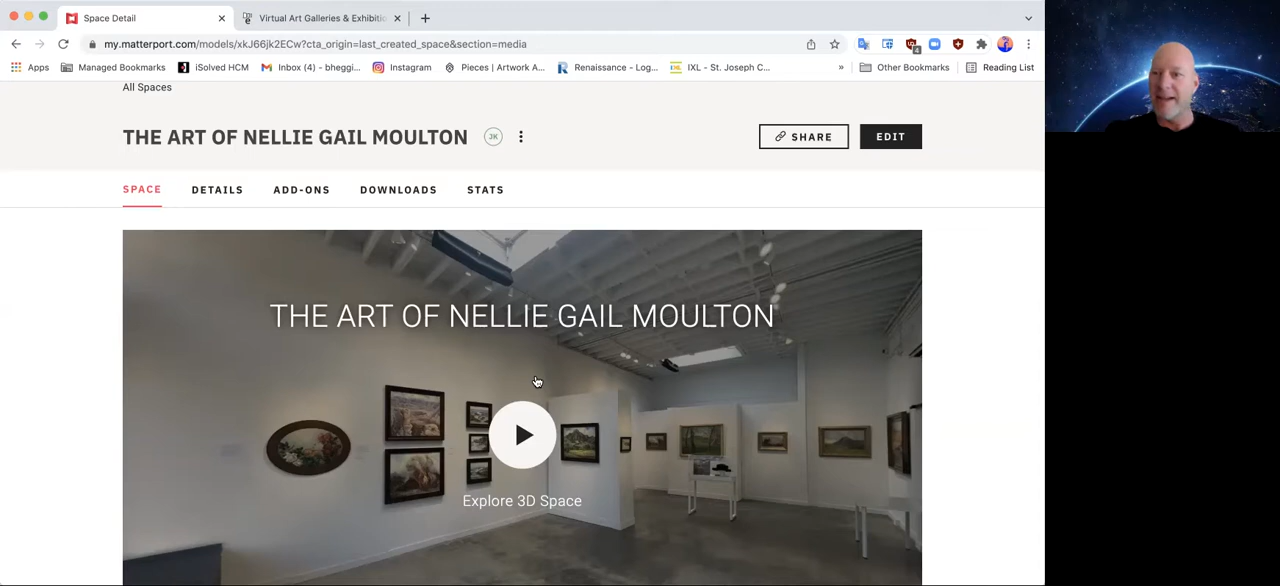 Space Detail
Virtual Art Galleries & Exhibitio
my.matterport.com/models/xkJ66jk2ECw?cta_origin=last_created_space&section=media
4
Apps
Managed Bookmarks
iSolved HCM
Inbox (4) - bheggi...
Instagram
Pieces | Artwork A...
Renaissance - Log...
IXL - St. Joseph C...
»
Other Bookmarks
Reading List
All Spaces
THE ART OF NELLIE GAIL MOULTON
JK
SHARE
EDIT
SPACE
DETAILS
ADD-ONS
DOWNLOADS
STATS
THE ART OF NELLIE GAIL MOULTON
Explore 3D Space